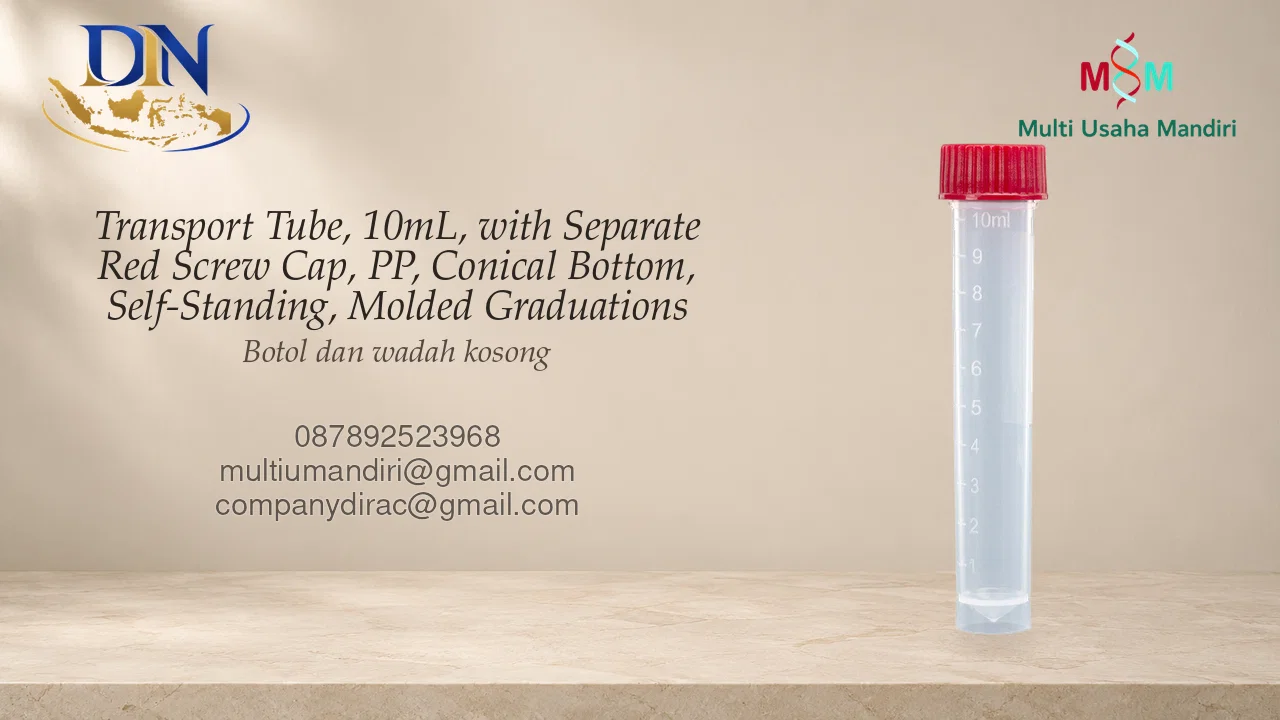 DIN
M M
Multi Usaha Mandiri
Transport Tube, 10mL, with Separate
Red Screw Cap, PP, Conical Bottom,
Self-Standing, Molded Graduations
Botol dan wadah kosong
087892523968
multiumandiri@gmail.com
companydirac@gmail.com
10ml
9
8
7
6
5
4
3
2
1